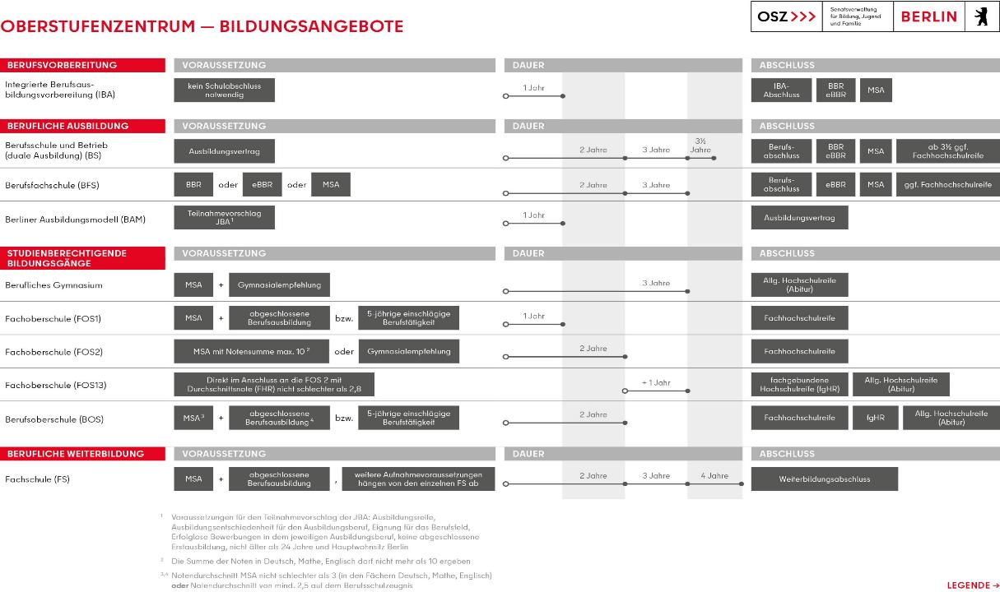 OBERSTUFENZENTRUM — BILDUNGSANGEBOTE
OSZ >>>
Senatsverwaltung
für Bildung, Jugend
und Familie
BERLIN
BERUFSVORBEREITUNG VORAUSSETZUNG DAUER ABSCHLUSS
Integrierte Berufsaus-
bildungsvorbereitung (IBA)
kein Schulabschluss
notwendig
1 Jahr
IBA-
Abschluss
BBR
eBBR
MSA
BERUFLICHE AUSBILDUNG VORAUSSETZUNG DAUER ABSCHLUSS
Berufsschule und Betrieb
(duale Ausbildung) (BS)
Ausbildungsvertrag
2 Jahre 3 Jahre
3½
Jahre
Berufs-
abschluss
BBR
eBBR
MSA
ab 3½ ggf.
Fachhochschulreife
Berufsfachschule (BFS)
BBR oder eBBR oder MSA
2 Jahre 3 Jahre
Berufs-
abschluss
eBBR
MSA
ggf. Fachhochschulreife
Berliner Ausbildungsmodell (BAM)
Teilnahmevorschlag
JBA ¹
1 Jahr
Ausbildungsvertrag
STUDIENBERECHTIGENDE
BILDUNGSGÄNGE
VORAUSSETZUNG DAUER ABSCHLUSS
Berufliches Gymnasium
MSA + Gymnasialempfehlung
3 Jahre
Allg. Hochschulreife
(Abitur)
Fachoberschule (FOS1)
MSA +
abgeschlossene
Berufsausbildung
bzw.
5-jährige einschlägige
Berufstätigkeit
1 Jahr
Fachhochschulreife
Fachoberschule (FOS2)
MSA mit Notensumme max. 10 ² oder Gymnasialempfehlung
2 Jahre
Fachhochschulreife
Fachoberschule (FOS13)
Direkt im Anschluss an die FOS 2 mit
Durchschnittsnote (FHR) nicht schlechter als 2,8
+ 1 Jahr
fachgebundene
Hochschulreife (fgHR)
Allg. Hochschulreife
(Abitur)
Berufsoberschule (BOS)
MSA ³ +
abgeschlossene
Berufsausbildung ⁴
bzw.
5-jährige einschlägige
Berufstätigkeit
2 Jahre
Fachhochschulreife
fgHR
Allg. Hochschulreife
(Abitur)
BERUFLICHE WEITERBILDUNG VORAUSSETZUNG DAUER ABSCHLUSS
Fachschule (FS)
MSA +
abgeschlossene
Berufsausbildung
,
weitere Aufnahmevoraussetzungen
hängen von den einzelnen FS ab
2 Jahre 3 Jahre 4 Jahre
Weiterbildungsabschluss
¹ Voraussetzungen für den Teilnahmevorschlag der JBA: Ausbildungsreife,
Ausbildungsentschiedenheit für den Ausbildungsberuf, Eignung für das Berufsfeld,
Erfolglose Bewerbungen in dem jeweiligen Ausbildungsberuf, keine abgeschlossene
Erstausbildung, nicht älter als 24 Jahre und Hauptwohnsitz Berlin
² Die Summe der Noten in Deutsch, Mathe, Englisch darf nicht mehr als 10 ergeben
³,⁴ Notendurchschnitt MSA nicht schlechter als 3 (in den Fächern Deutsch, Mathe, Englisch)
oder Notendurchschnitt von mind. 2,5 auf dem Berufsschulzeugnis
LEGENDE →